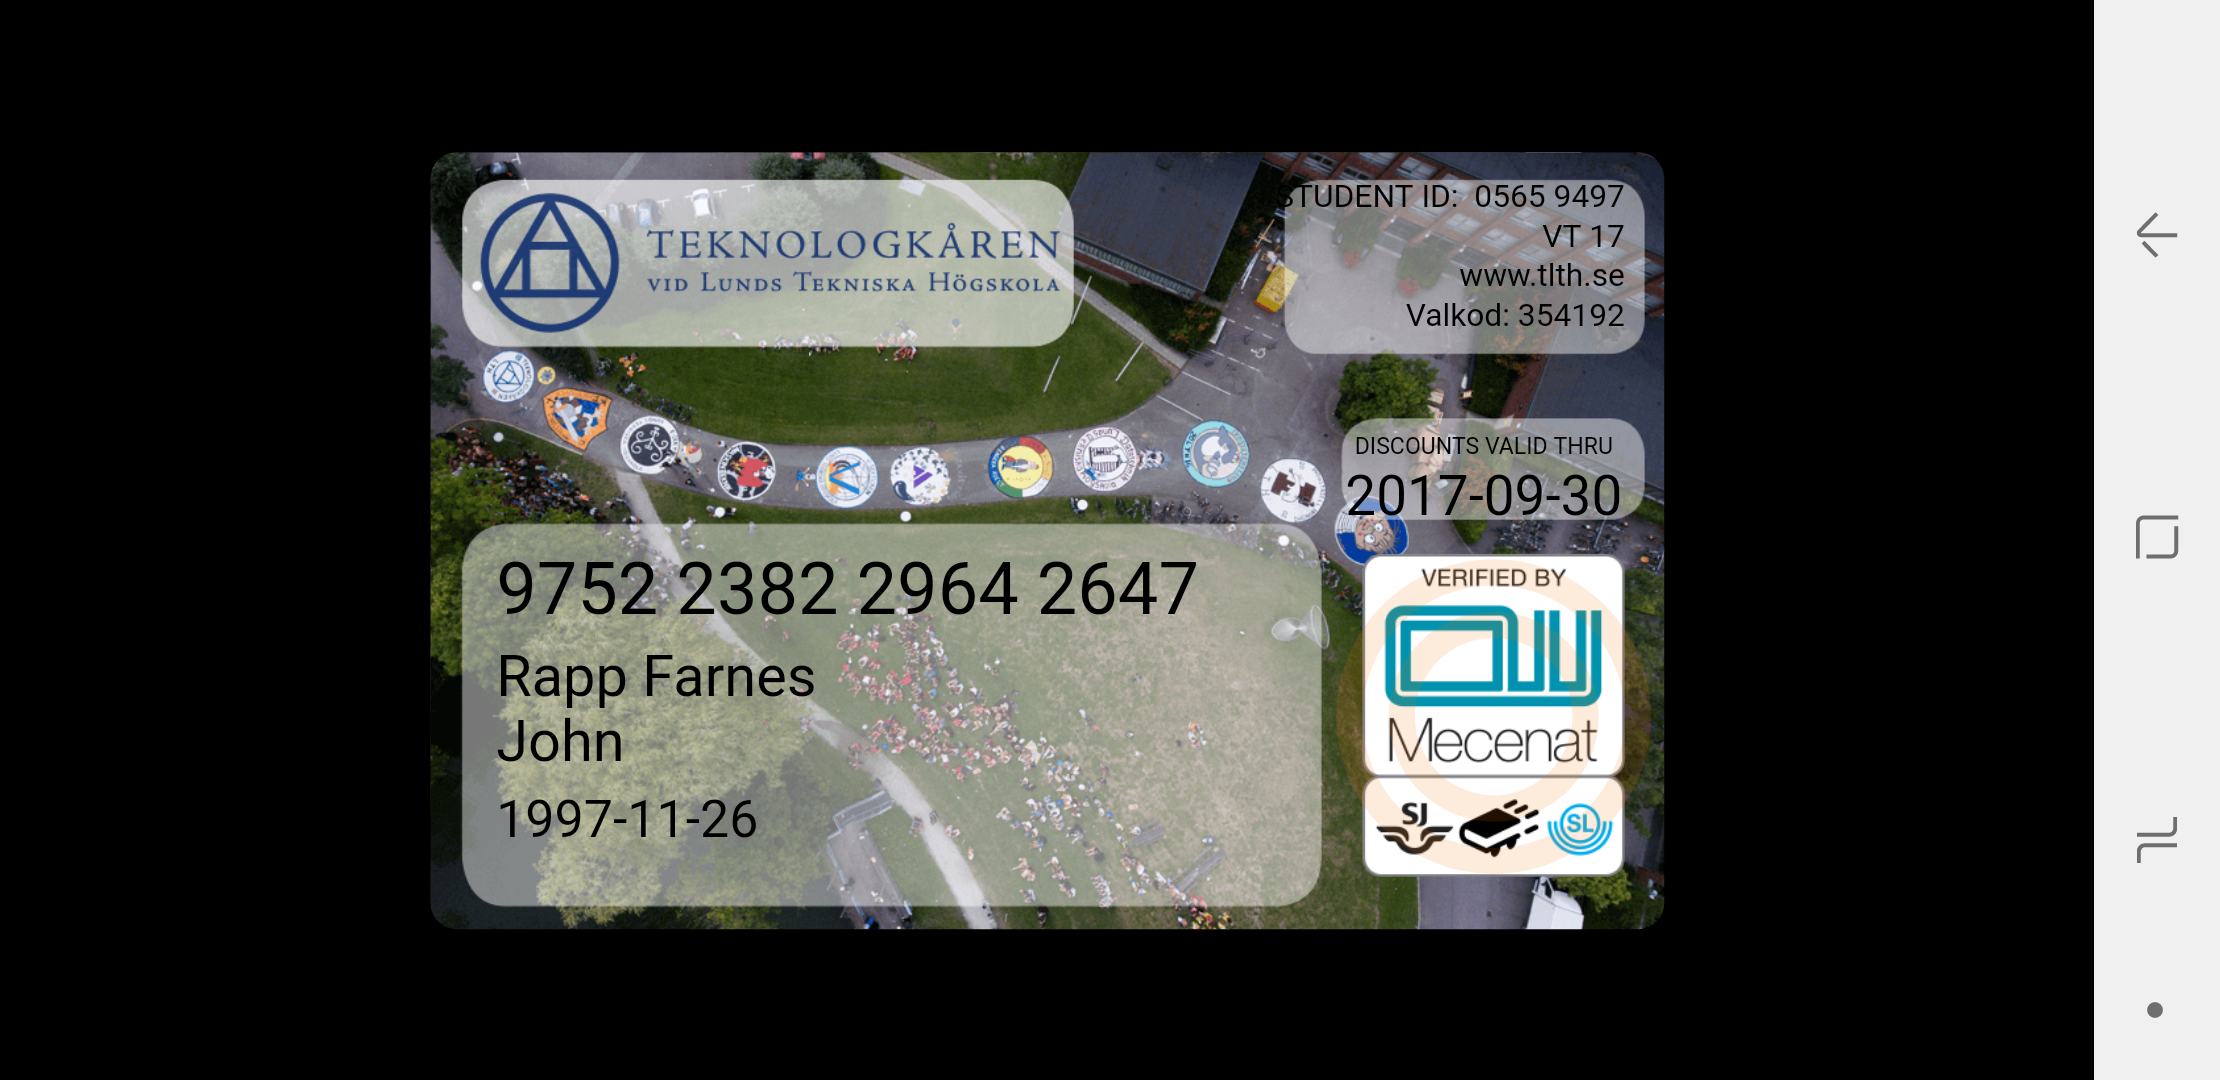 TEKNOLOGKÅREN
VID LUNDS TEKNISKA HÖGSKOLA
STUDENT ID: 0565 9497
VT 17
www.tlth.se
Valkod: 354192
DISCOUNTS VALID THRU
2017-09-30
9752 2382 2964 2647
Rapp Farnes
John
1997-11-26
VERIFIED BY
Mecenat
SJ
SL